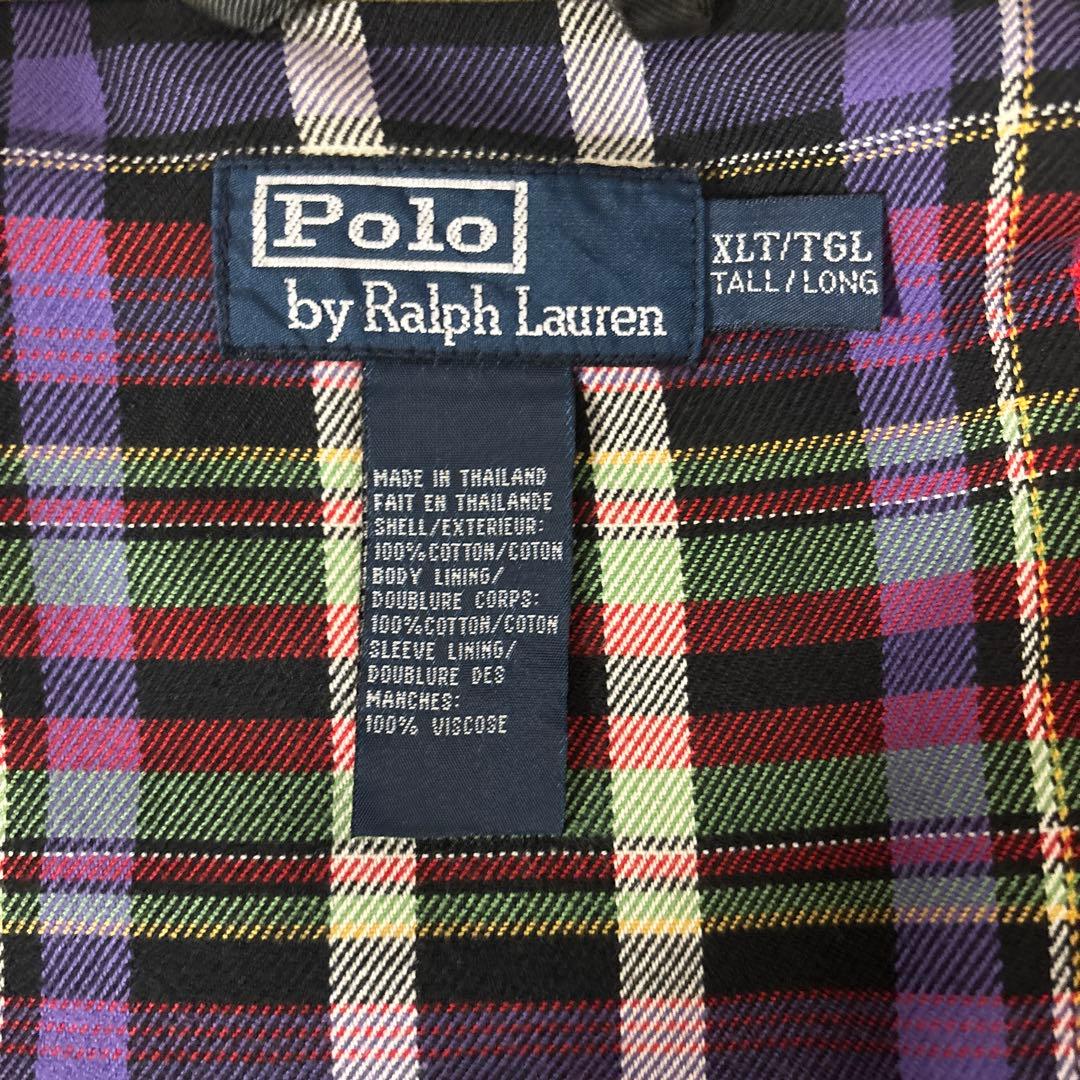 Polo
by Ralph Lauren
XLT/TGL
TALL/LONG
MADE IN THAILAND
FAIT EN THAILANDE
SHELL/EXTERIEUR:
100%COTTON/COTON
BODY LINING/
DOUBLURE CORPS:
100%COTTON/COTON
SLEEVE LINING/
DOUBLURE DES
MANCHES:
100% VISCOSE